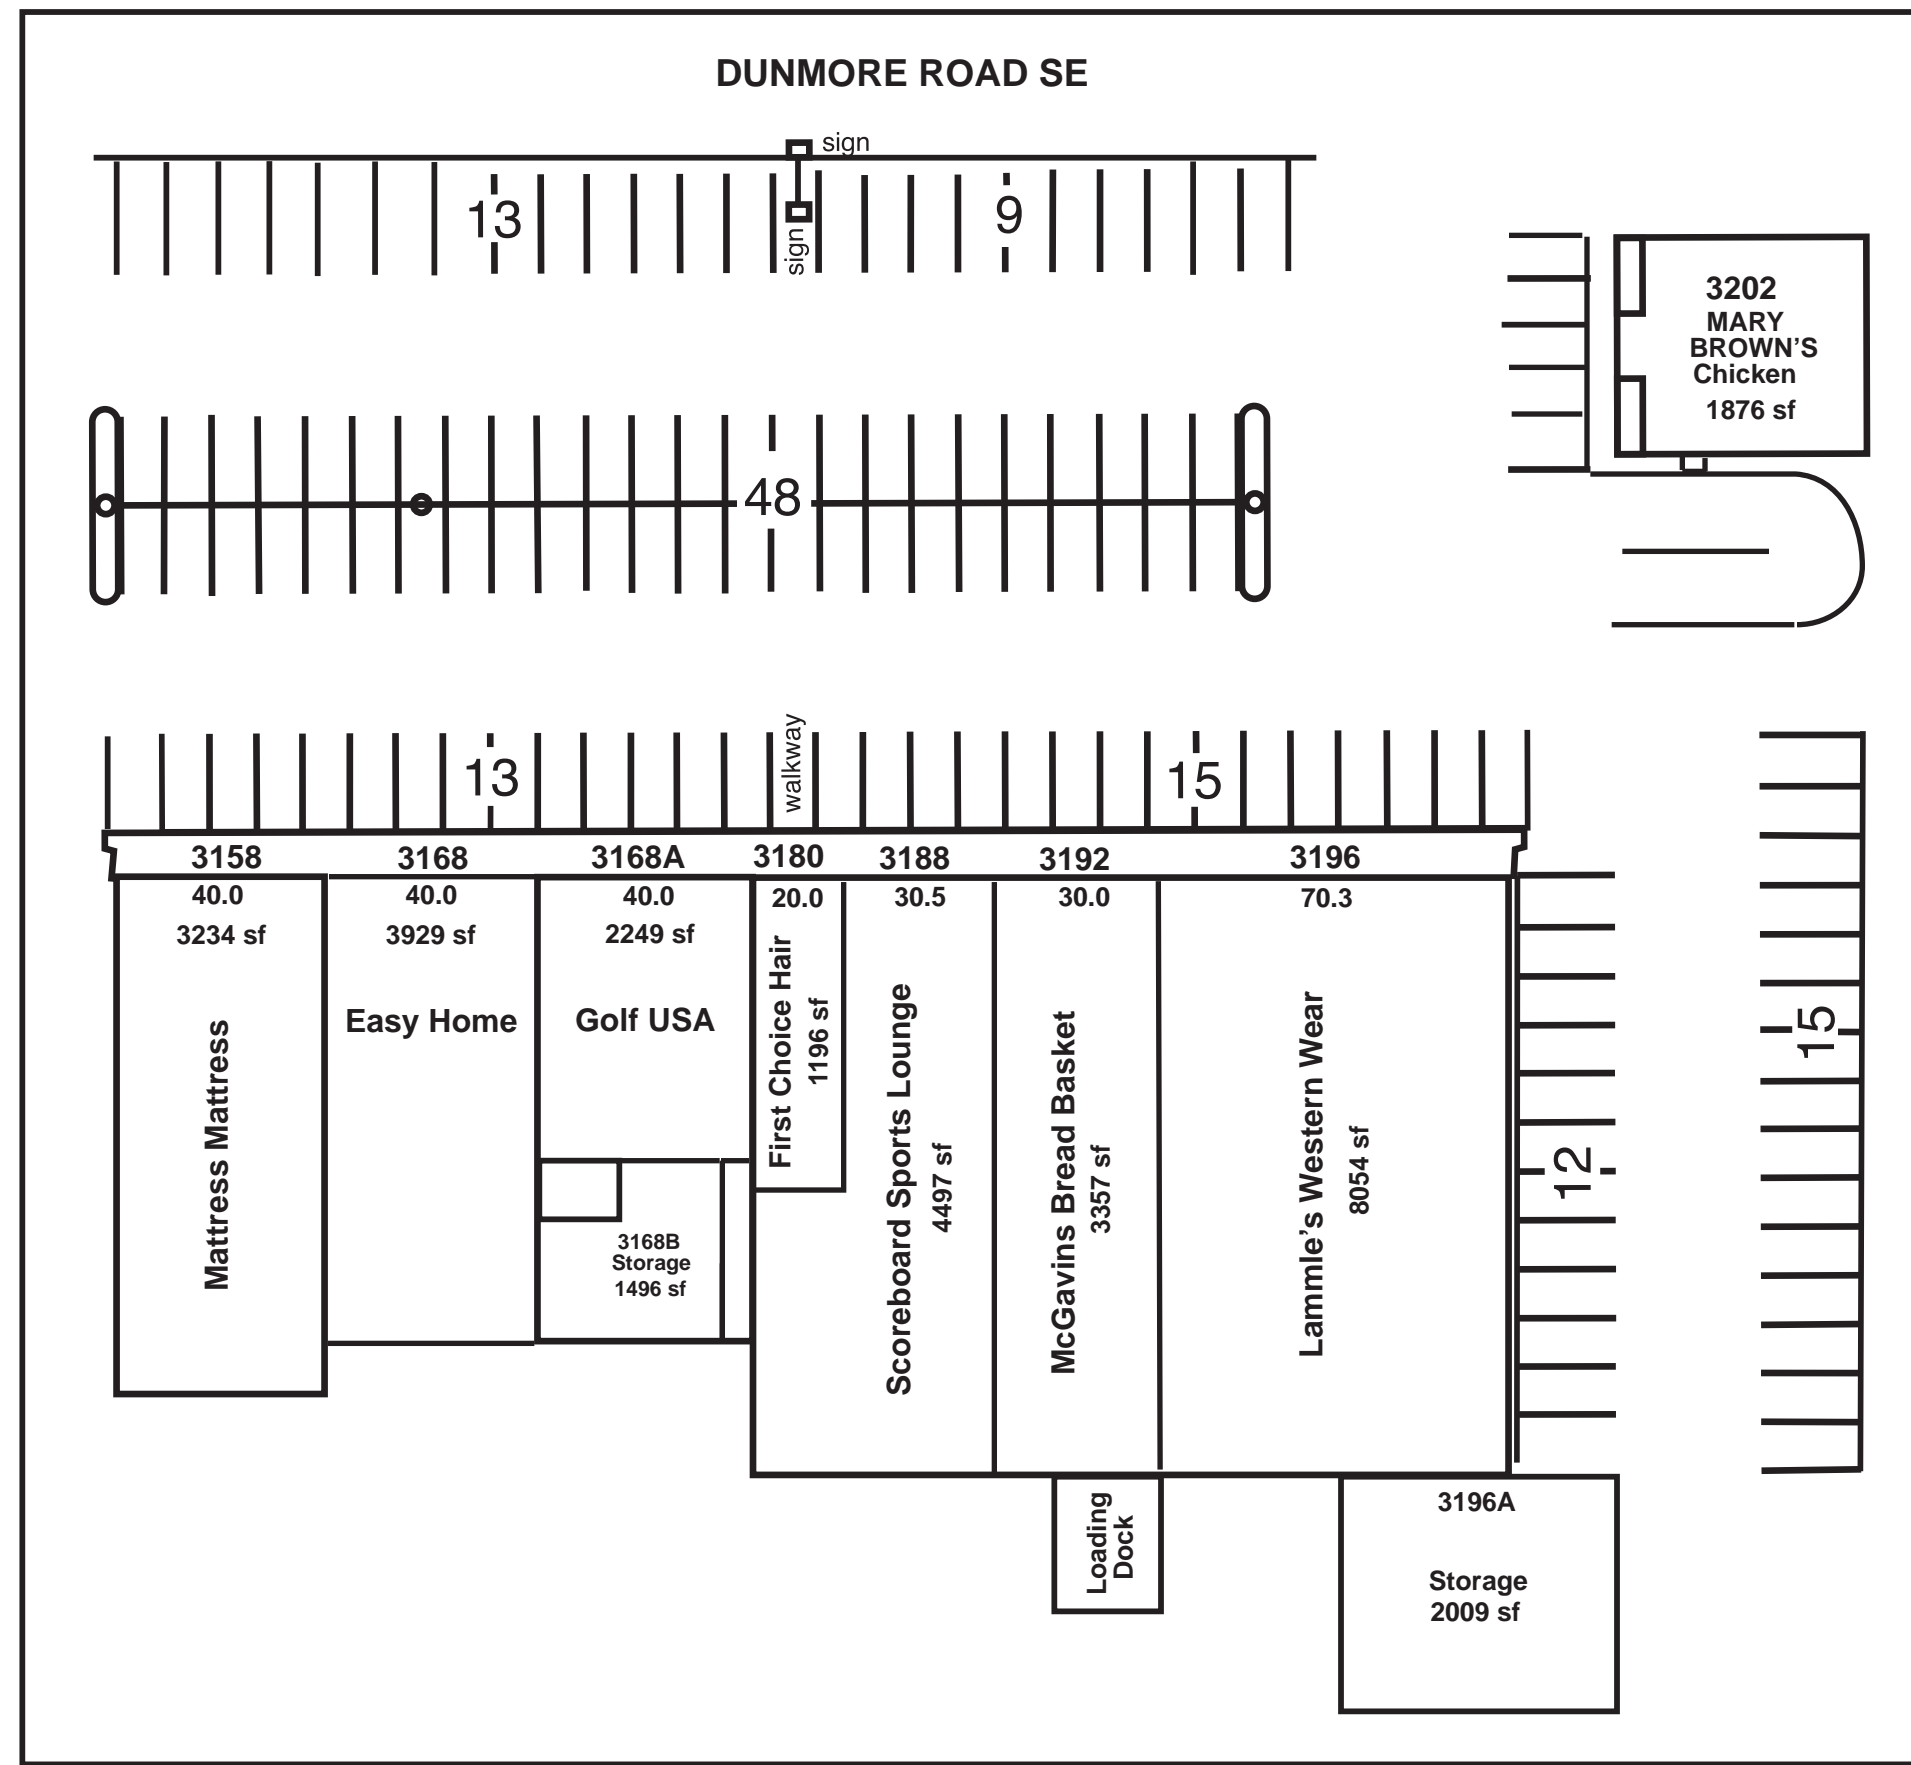 DUNMORE ROAD SE
sign
13
sign
9
3202
MARY
BROWN'S
Chicken
1876 sf
48
13
walkway
15
3158
3168
3168A
3180
3188
3192
3196
40.0
40.0
40.0
20.0
30.5
30.0
70.3
3234 sf
3929 sf
2249 sf
Mattress Mattress
Easy Home
Golf USA
First Choice Hair
1196 sf
Scoreboard Sports Lounge
4497 sf
McGavins Bread Basket
3357 sf
Lammle's Western Wear
8054 sf
15
12
3168B
Storage
1496 sf
Loading
Dock
3196A
Storage
2009 sf